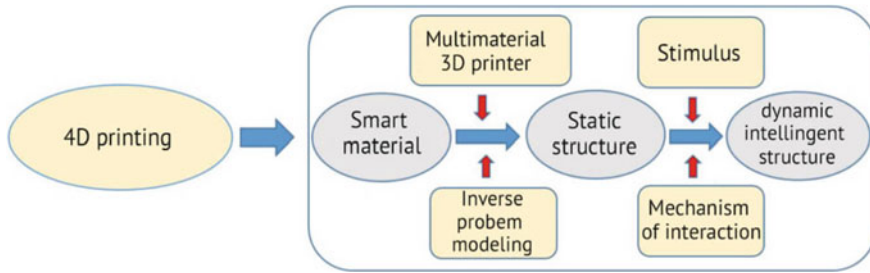 4D printing
Multimaterial
3D printer
Smart
material
Inverse
probem
modeling
Static
structure
Stimulus
Mechanism
of interaction
dynamic
intellingent
structure